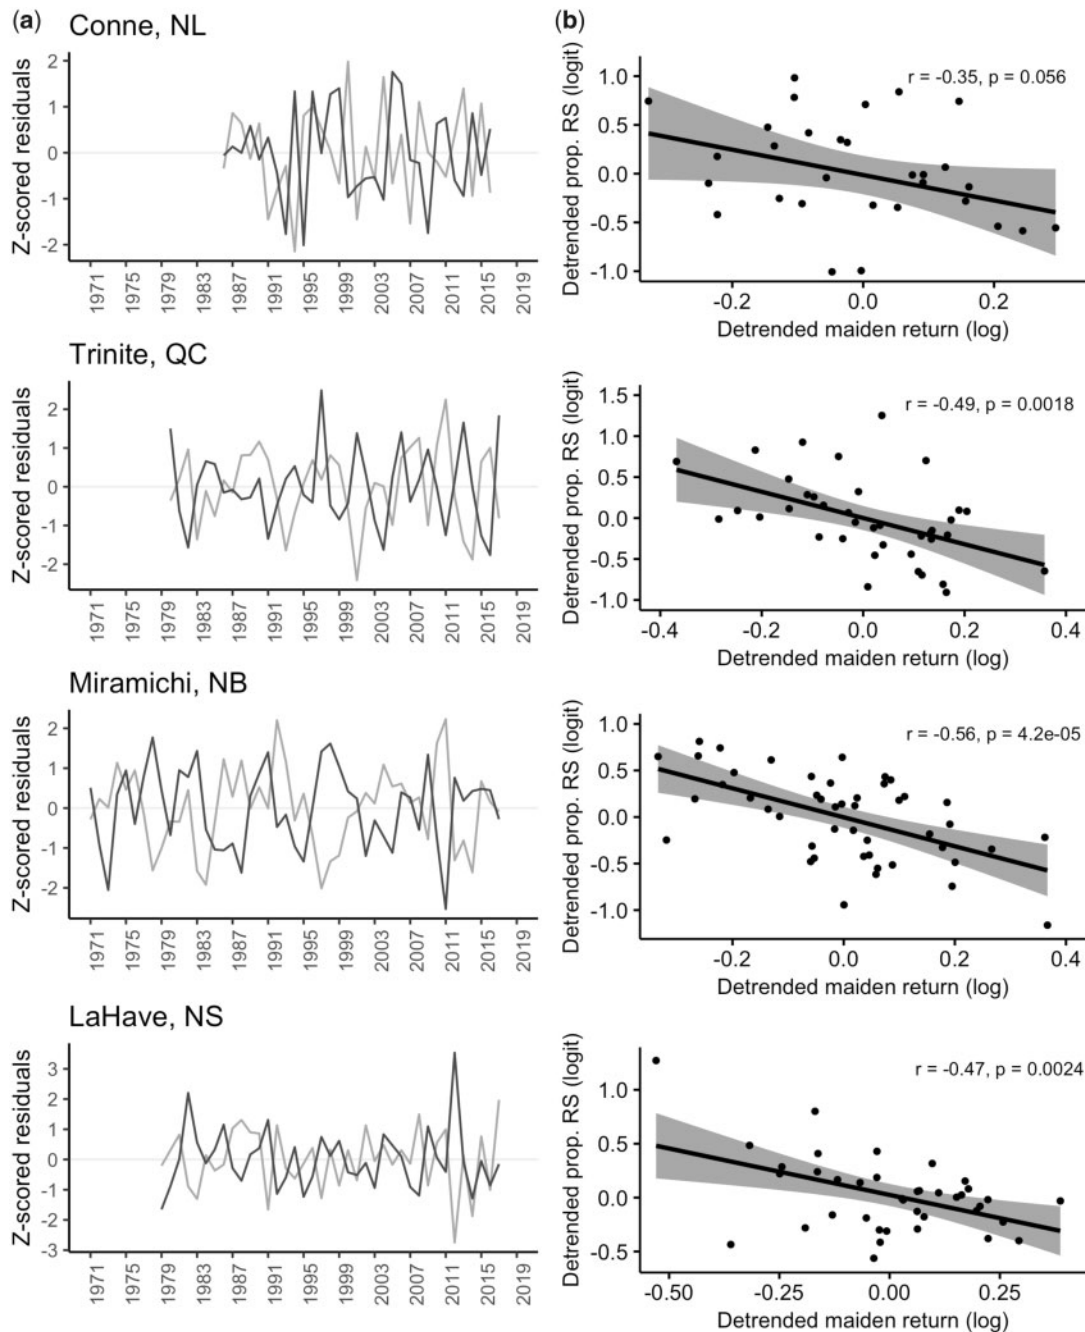 (a)
Conne, NL
Z-scored residuals
2
1
0
-1
-2
1971 1975 1979 1983 1987 1991 1995 1999 2003 2007 2011 2015 2019
(b)
r = -0.35, p = 0.056
Detrended prop. RS (logit)
1.0
0.5
0.0
-0.5
-1.0
-0.2 0.0 0.2
Detrended maiden return (log)
Trinite, QC
Z-scored residuals
2
1
0
-1
-2
1971 1975 1979 1983 1987 1991 1995 1999 2003 2007 2011 2015 2019
r = -0.49, p = 0.0018
Detrended prop. RS (logit)
1.5
1.0
0.5
0.0
-0.5
-1.0
-0.4 -0.2 0.0 0.2 0.4
Detrended maiden return (log)
Miramichi, NB
Z-scored residuals
2
1
0
-1
-2
1971 1975 1979 1983 1987 1991 1995 1999 2003 2007 2011 2015 2019
r = -0.56, p = 4.2e-05
Detrended prop. RS (logit)
1.0
0.5
0.0
-0.5
-1.0
-0.2 0.0 0.2 0.4
Detrended maiden return (log)
LaHave, NS
Z-scored residuals
3
2
1
0
-1
-2
-3
1971 1975 1979 1983 1987 1991 1995 1999 2003 2007 2011 2015 2019
r = -0.47, p = 0.0024
Detrended prop. RS (logit)
1.0
0.5
0.0
-0.5
-0.50 -0.25 0.00 0.25
Detrended maiden return (log)